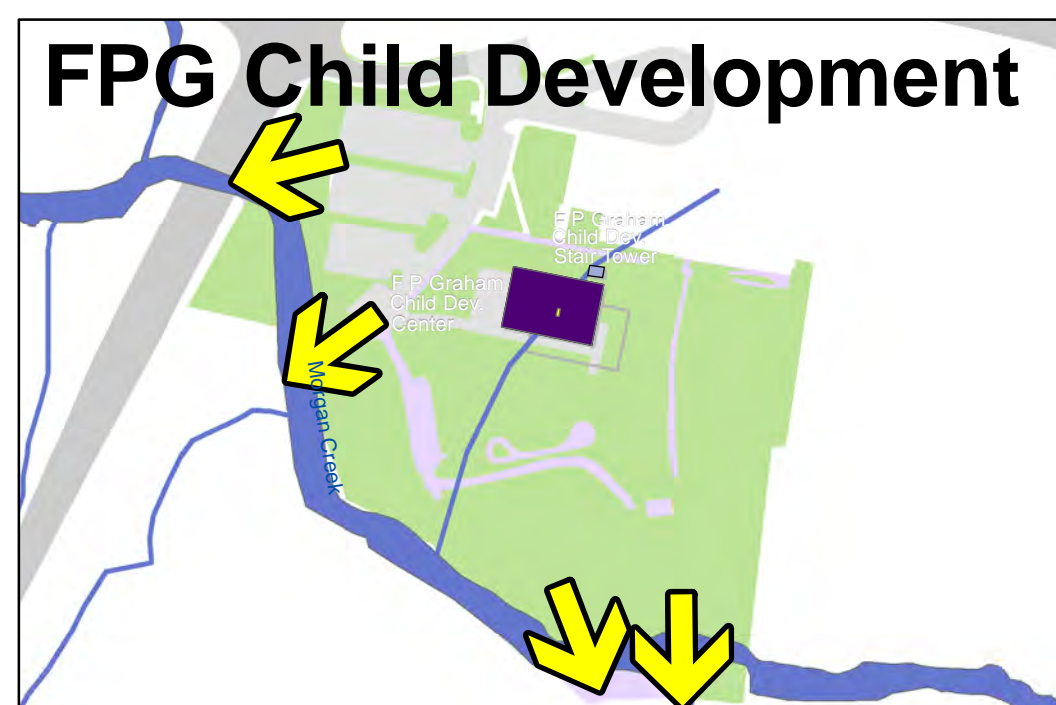 FPG Child Development
F P Graham
Child Dev.
Stair Tower
F P Graham
Child Dev.
Center
Morgan Creek